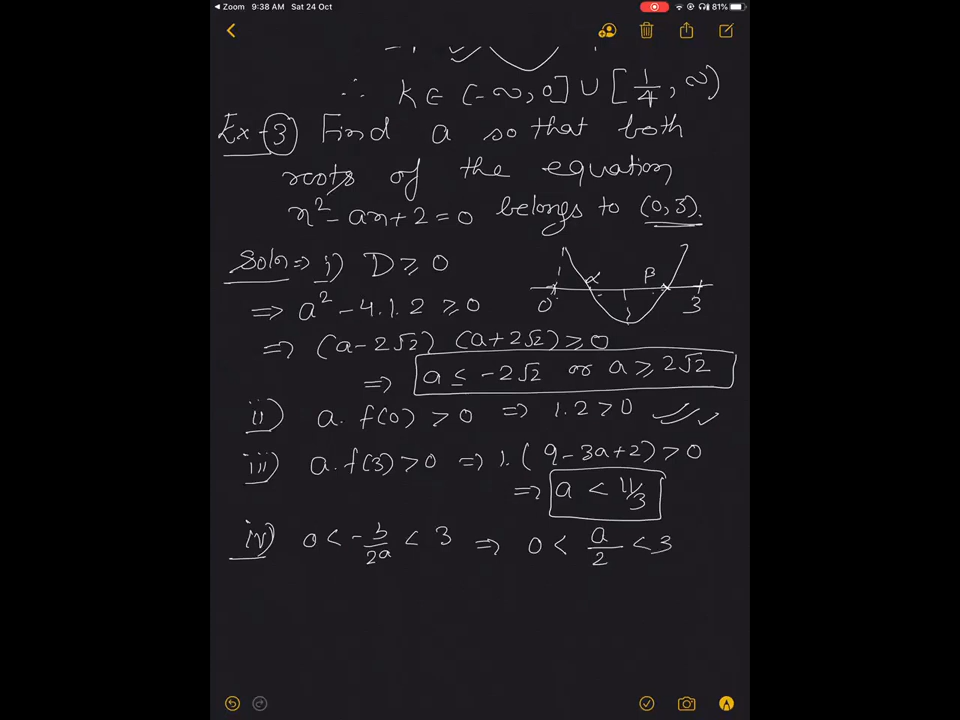 Zoom 9:38 AM Sat 24 Oct 81%
∴ K ∈ (-∞, 0] ∪ [1/4, ∞)
Ex-3 Find a so that both
roots of the equation
x² - ax + 2 = 0 belongs to (0, 3).
Soln ⇒ i) D ≥ 0
α β
⇒ a² - 4.1.2 ≥ 0
0 3
⇒ (a - 2√2) (a + 2√2) ≥ 0
⇒ a ≤ -2√2 or a ≥ 2√2
ii) a. f(0) > 0 ⇒ 1.2 > 0
iii) a. f(3) > 0 ⇒ 1. (9 - 3a + 2) > 0
⇒ a < 11/3
iv) 0 < -b/2a < 3 ⇒ 0 < a/2 < 3